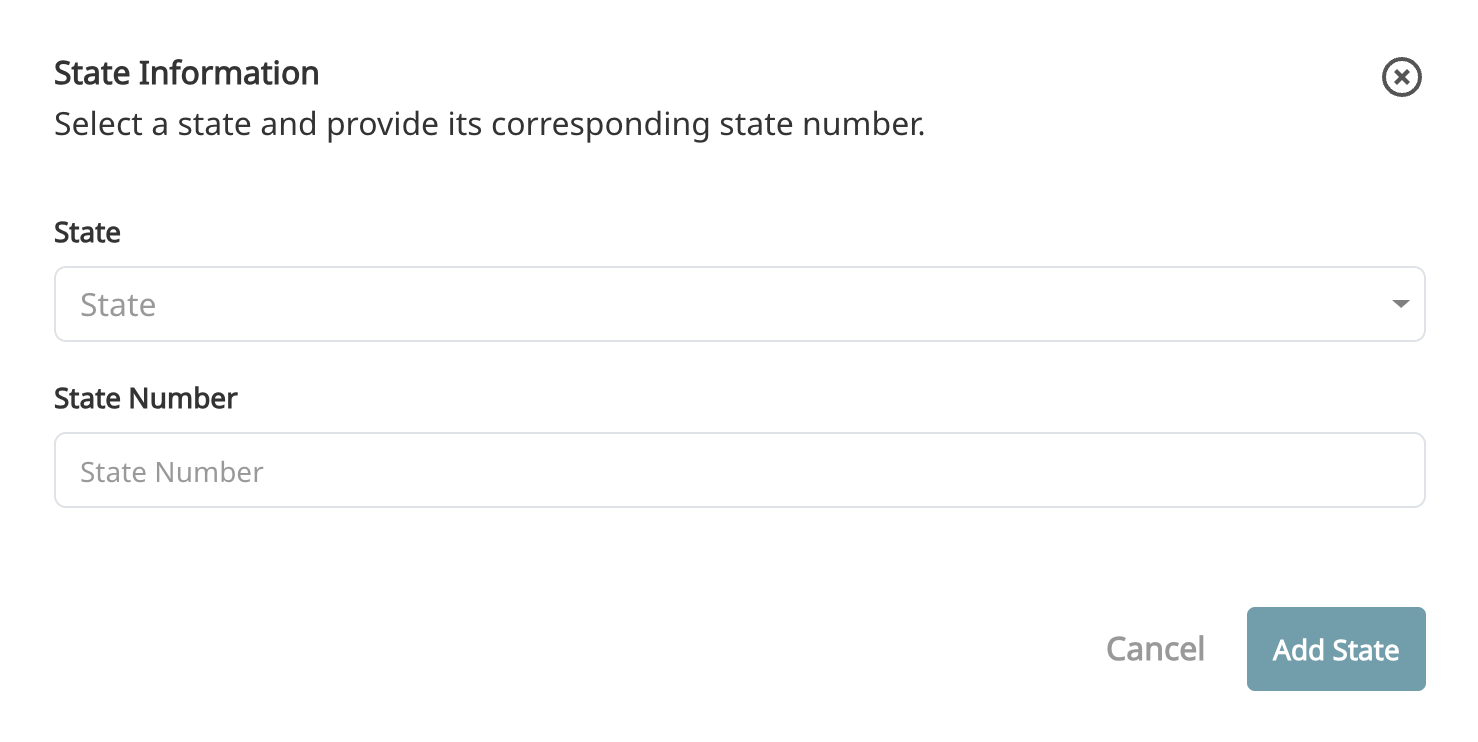 State Information
Select a state and provide its corresponding state number.
State
State
State Number
State Number
Cancel
Add State